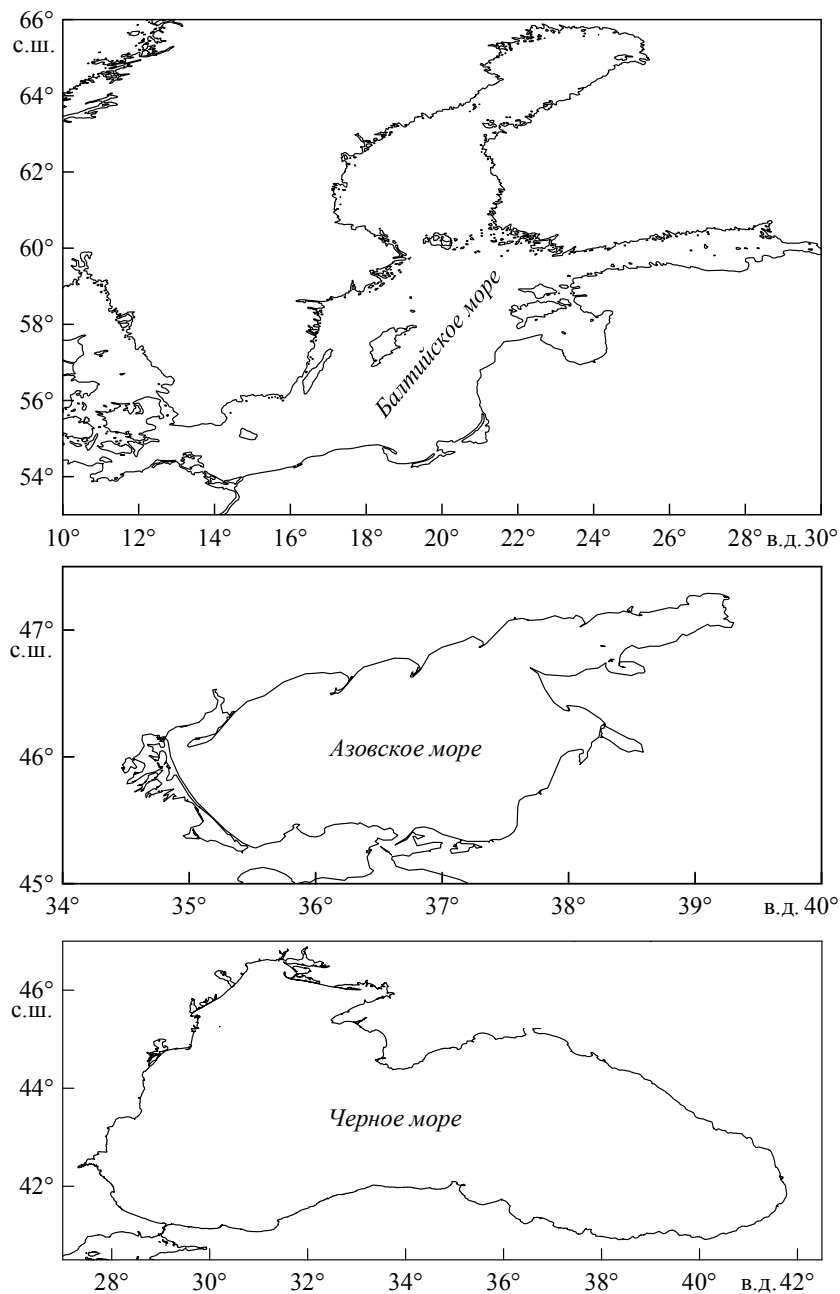 66°
с.ш.
64°
62°
60°
58°
56°
54°
Балтийское море
10° 12° 14° 16° 18° 20° 22° 24° 26° 28° в.д. 30°
47°
с.ш.
46°
Азовское море
45°
34° 35° 36° 37° 38° 39° в.д. 40°
46°
с.ш.
44°
Черное море
42°
28° 30° 32° 34° 36° 38° 40° в.д. 42°